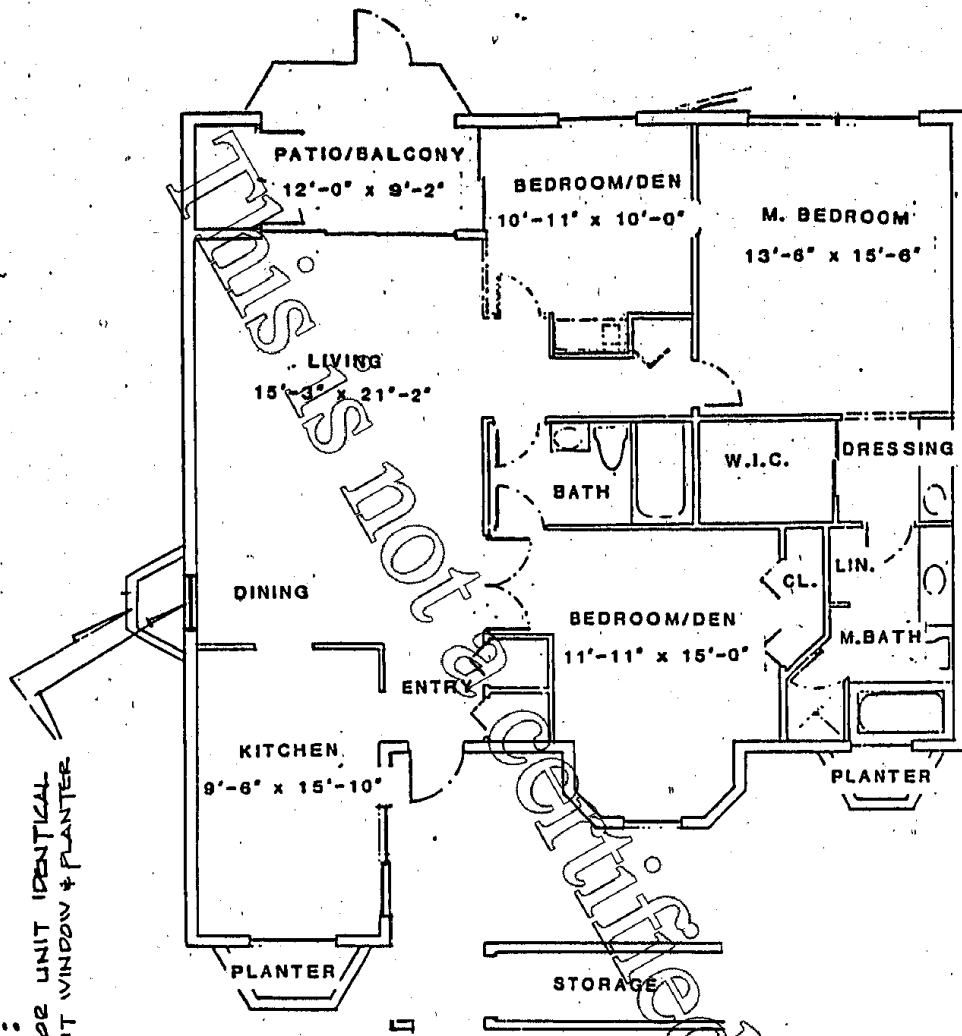 PATIO/BALCONY
12'-0" x 9'-2"
BEDROOM/DEN
10'-11" x 10'-0"
M. BEDROOM
13'-6" x 15'-6"
LIVING
15'-3" x 21'-2"
BATH
W.I.C.
DRESSING
DINING
BEDROOM/DEN
11'-11" x 15'-0"
CL.
LIN.
M.BATH
ENTRY
KITCHEN
9'-6" x 15'-10"
PLANTER
PLANTER
STORAGE
UNIT IDENTICAL
WINDOW & PLANTER
This is not a certified